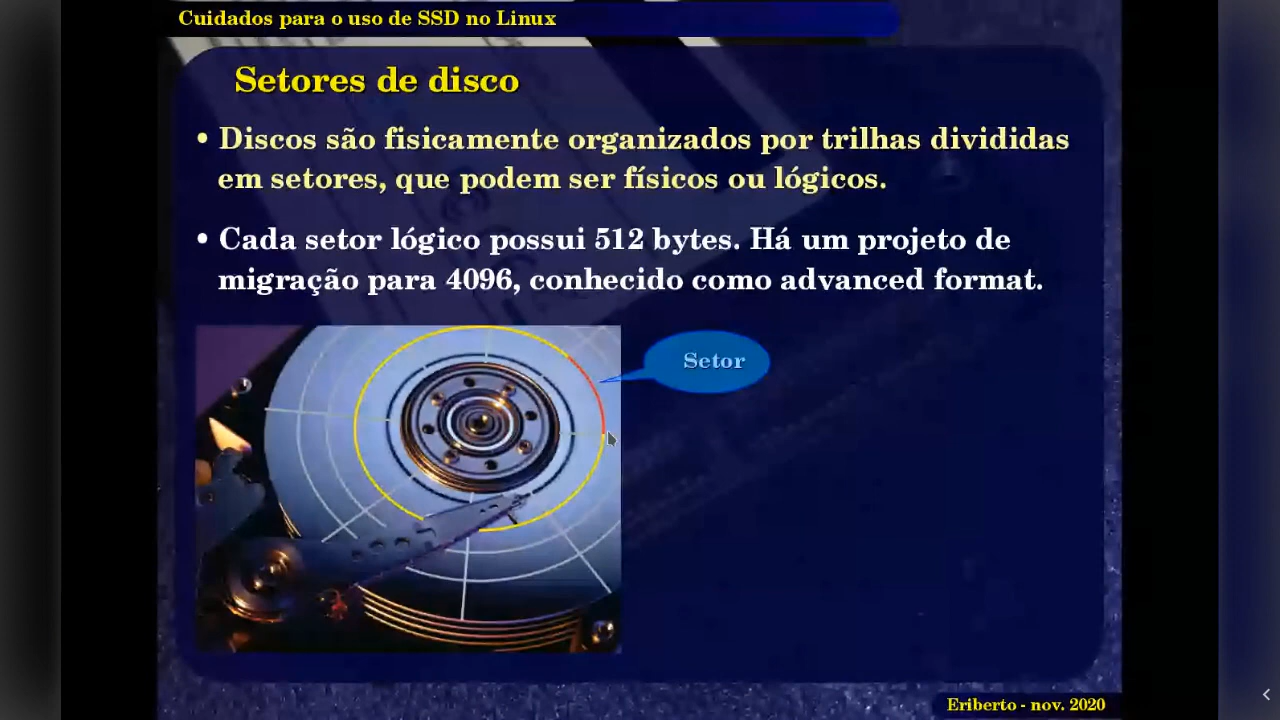 Cuidados para o uso de SSD no Linux
Setores de disco
• Discos são fisicamente organizados por trilhas divididas
em setores, que podem ser físicos ou lógicos.
• Cada setor lógico possui 512 bytes. Há um projeto de
migração para 4096, conhecido como advanced format.
Setor
Eriberto - nov. 2020